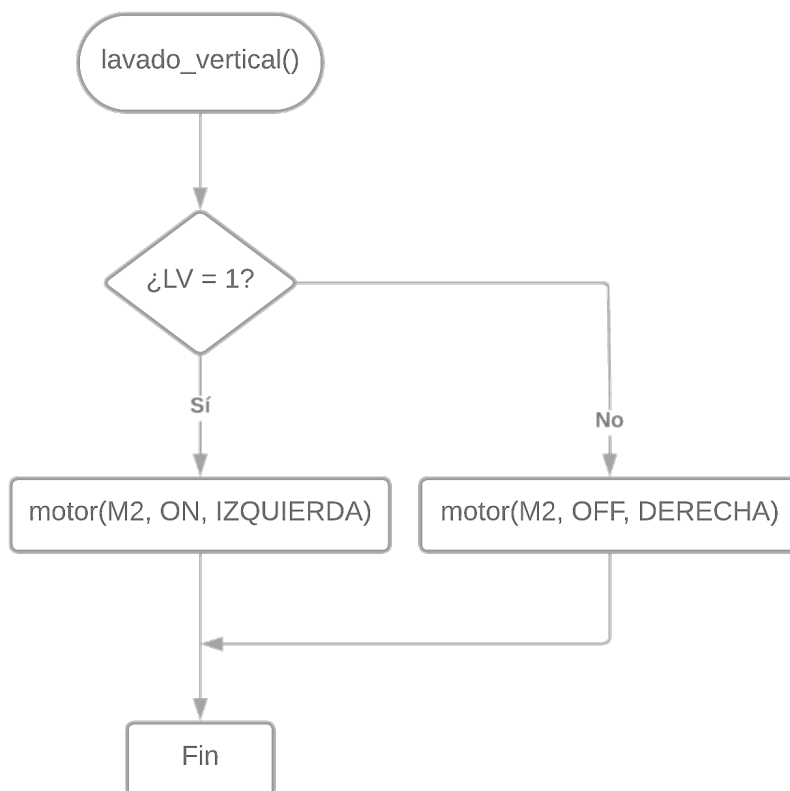 lavado_vertical()
¿LV = 1?
Sí
No
motor(M2, ON, IZQUIERDA)
motor(M2, OFF, DERECHA)
Fin